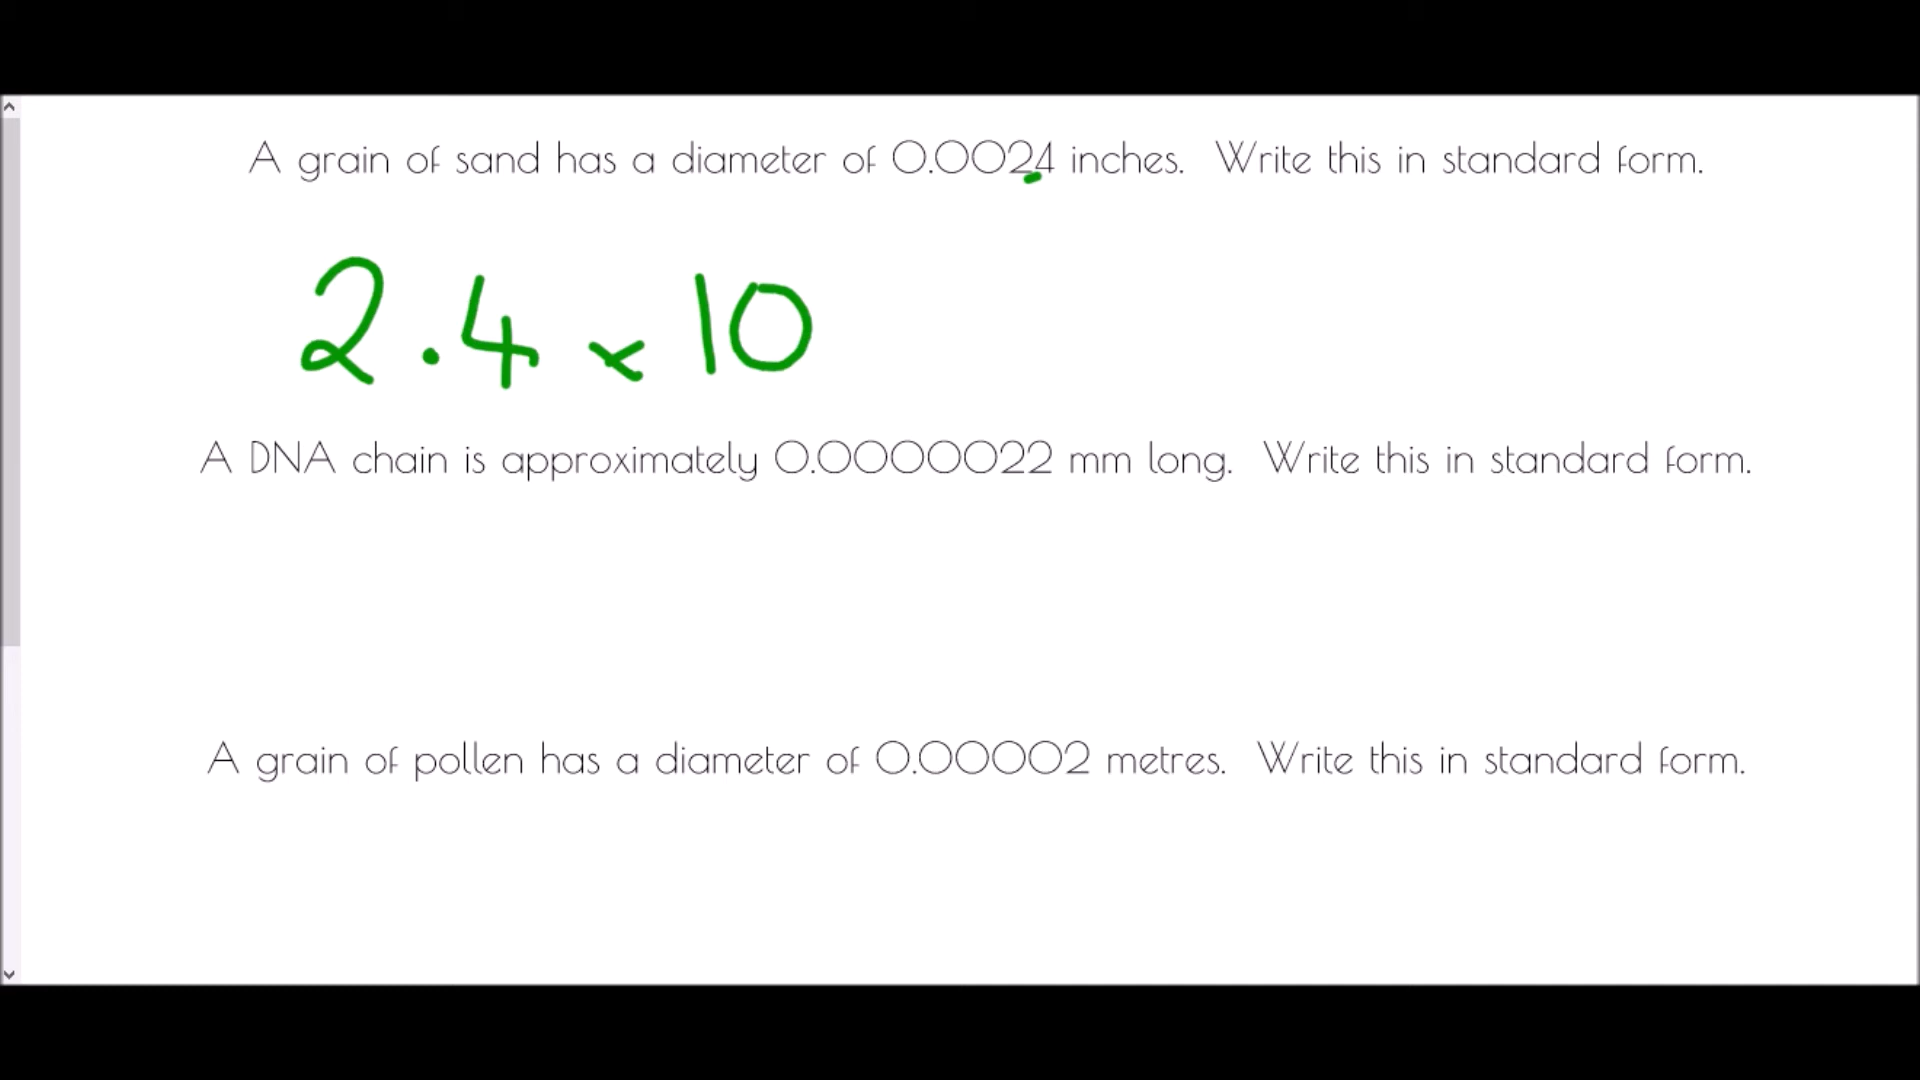 A grain of sand has a diameter of 0.0024 inches. Write this in standard form.
2.4 × 10
A DNA chain is approximately 0.0000022 mm long. Write this in standard form.
A grain of pollen has a diameter of 0.00002 metres. Write this in standard form.